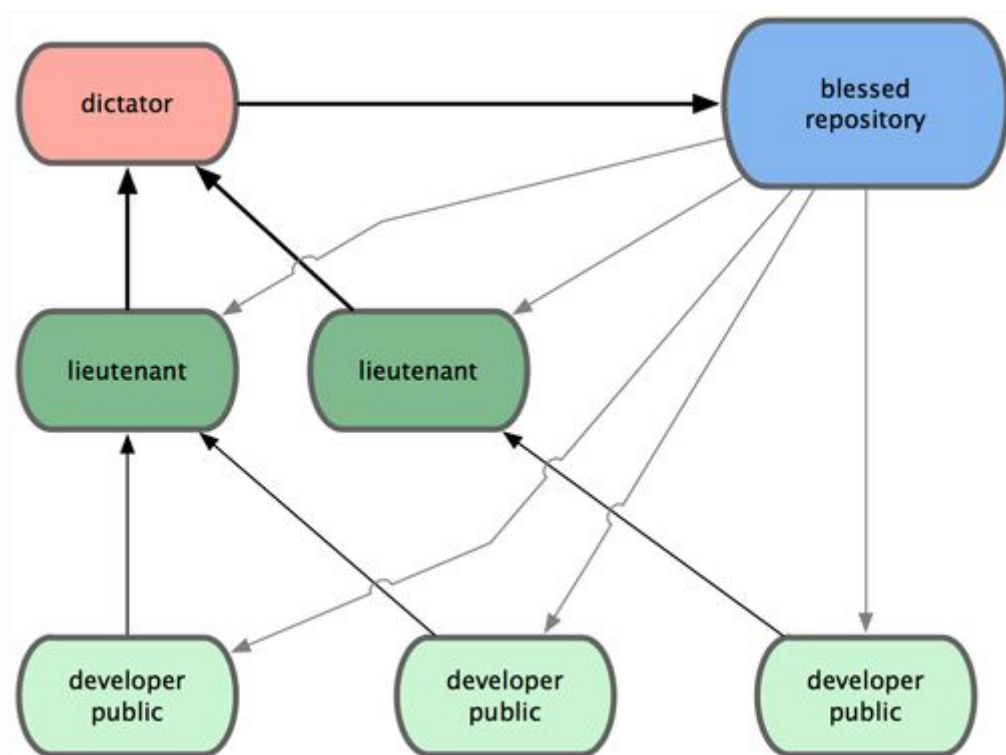 dictator
blessed
repository
lieutenant
lieutenant
developer
public
developer
public
developer
public